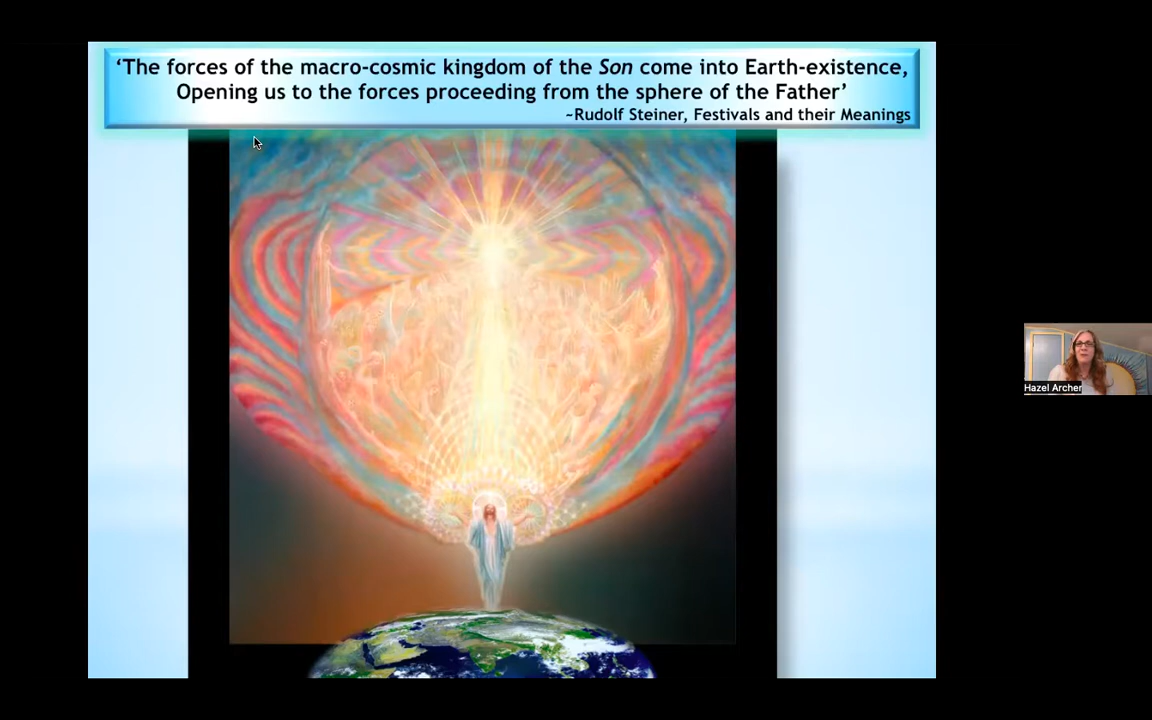 ‘The forces of the macro-cosmic kingdom of the Son come into Earth-existence,
Opening us to the forces proceeding from the sphere of the Father’
~Rudolf Steiner, Festivals and their Meanings
Hazel Archer